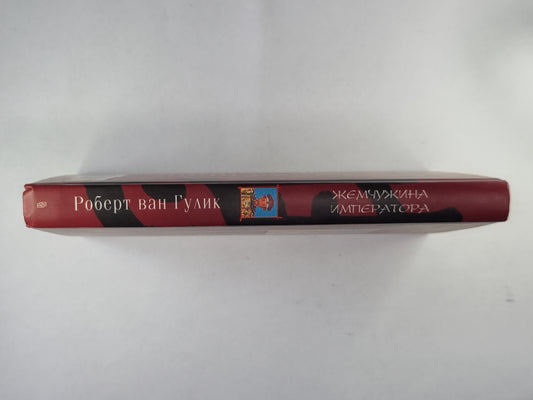 Роберт ван Гулик
ЖЕМЧУЖИНА
ИМПЕРАТОРА